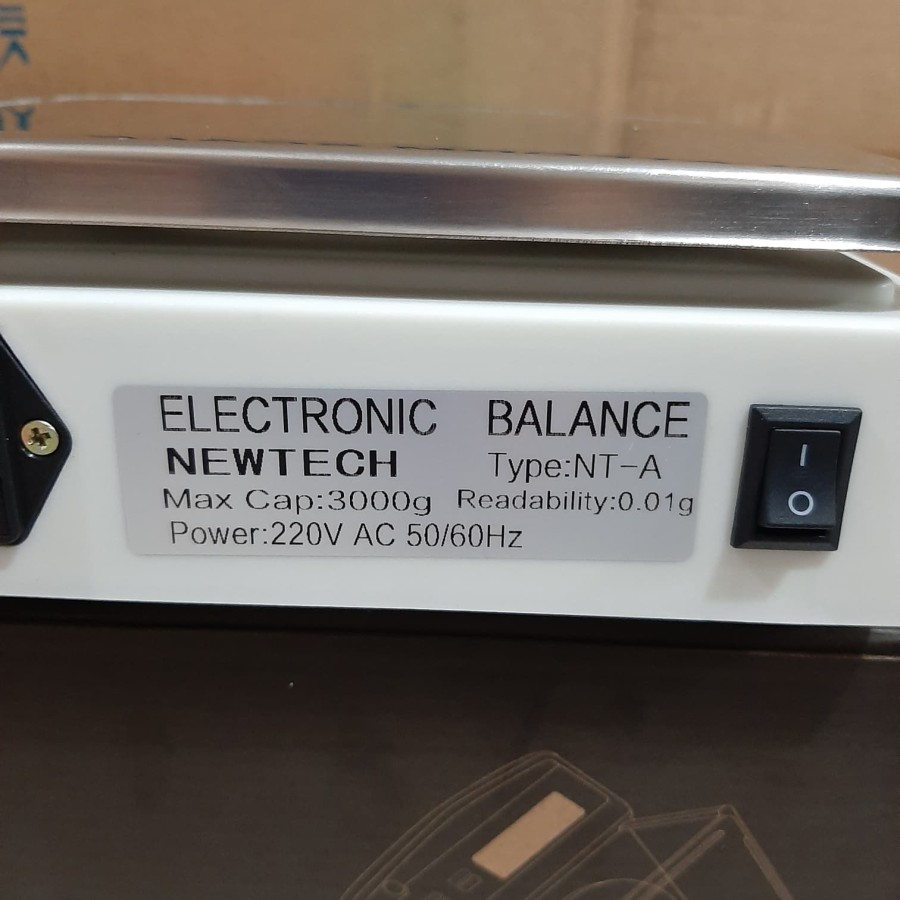 ELECTRONIC BALANCE
NEWTECH Type:NT-A
Max Cap:3000g Readability:0.01g
Power:220V AC 50/60Hz